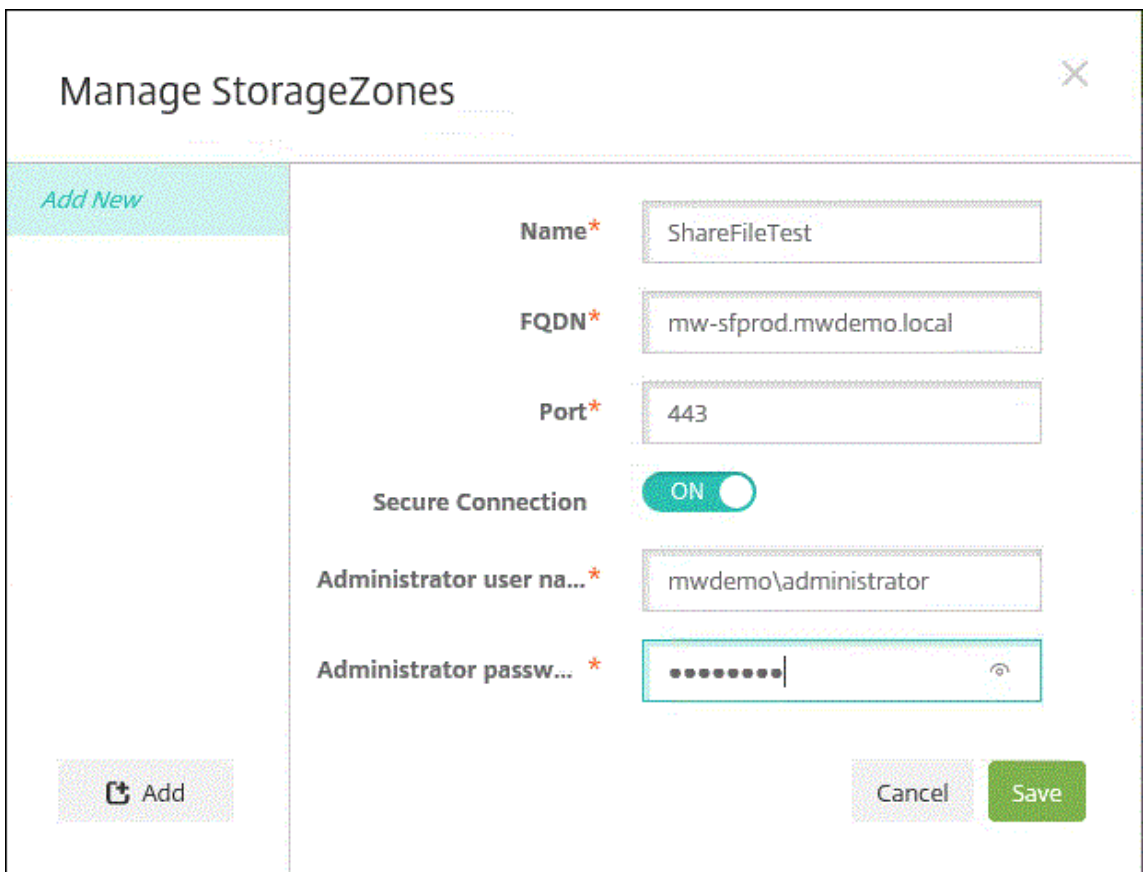 Manage StorageZones
Add New
Name* ShareFileTest
FQDN* mw-sfprod.mwdemo.local
Port* 443
Secure Connection ON
Administrator user na...* mwdemo\administrator
Administrator passw... * ••••••••
Add Cancel Save